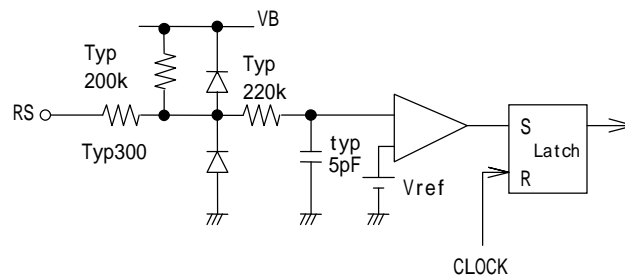 VB
Typ
200k
Typ
220k
RS
Typ300
typ
5pF
Vref
S
Latch
R
CLOCK